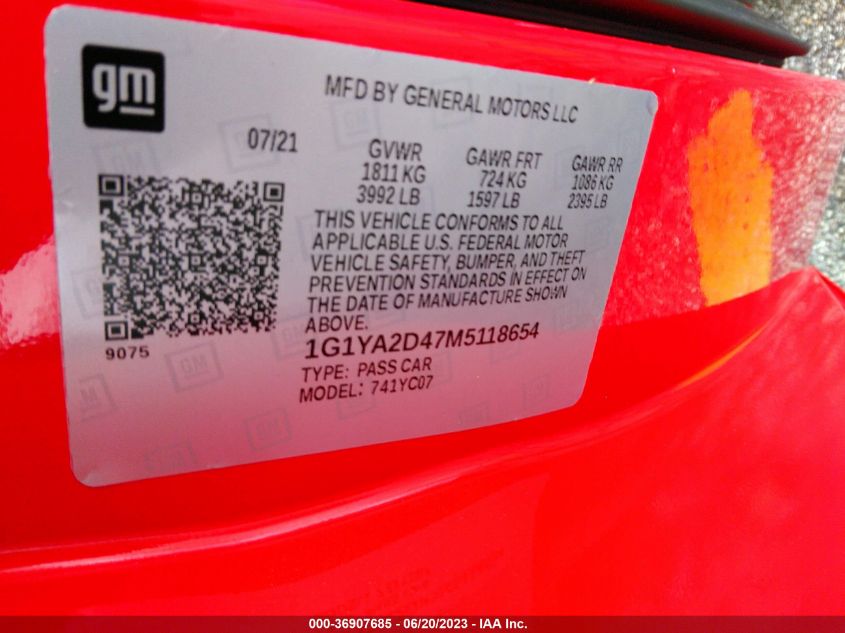 gm
MFD BY GENERAL MOTORS LLC
07/21
GVWR
1811 KG
3992 LB
GAWR FRT
724 KG
1597 LB
GAWR RR
1086 KG
2395 LB
THIS VEHICLE CONFORMS TO ALL
APPLICABLE U.S. FEDERAL MOTOR
VEHICLE SAFETY, BUMPER, AND THEFT
PREVENTION STANDARDS IN EFFECT ON
THE DATE OF MANUFACTURE SHOWN
ABOVE.
9075
1G1YA2D47M5118654
TYPE: PASS CAR
MODEL: 741YC07
000-36907685 - 06/20/2023 - IAA Inc.